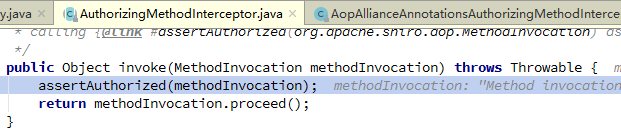 y.java × AuthorizingMethodInterceptor.java × AopAllianceAnnotationsAuthorizingMethodInterce
* calling {@link #assertAuthorized(org.apache.shiro.aop.MethodInvocation) as
*/
public Object invoke(MethodInvocation methodInvocation) throws Throwable {
assertAuthorized(methodInvocation); methodInvocation: "Method invocation
return methodInvocation.proceed();
}